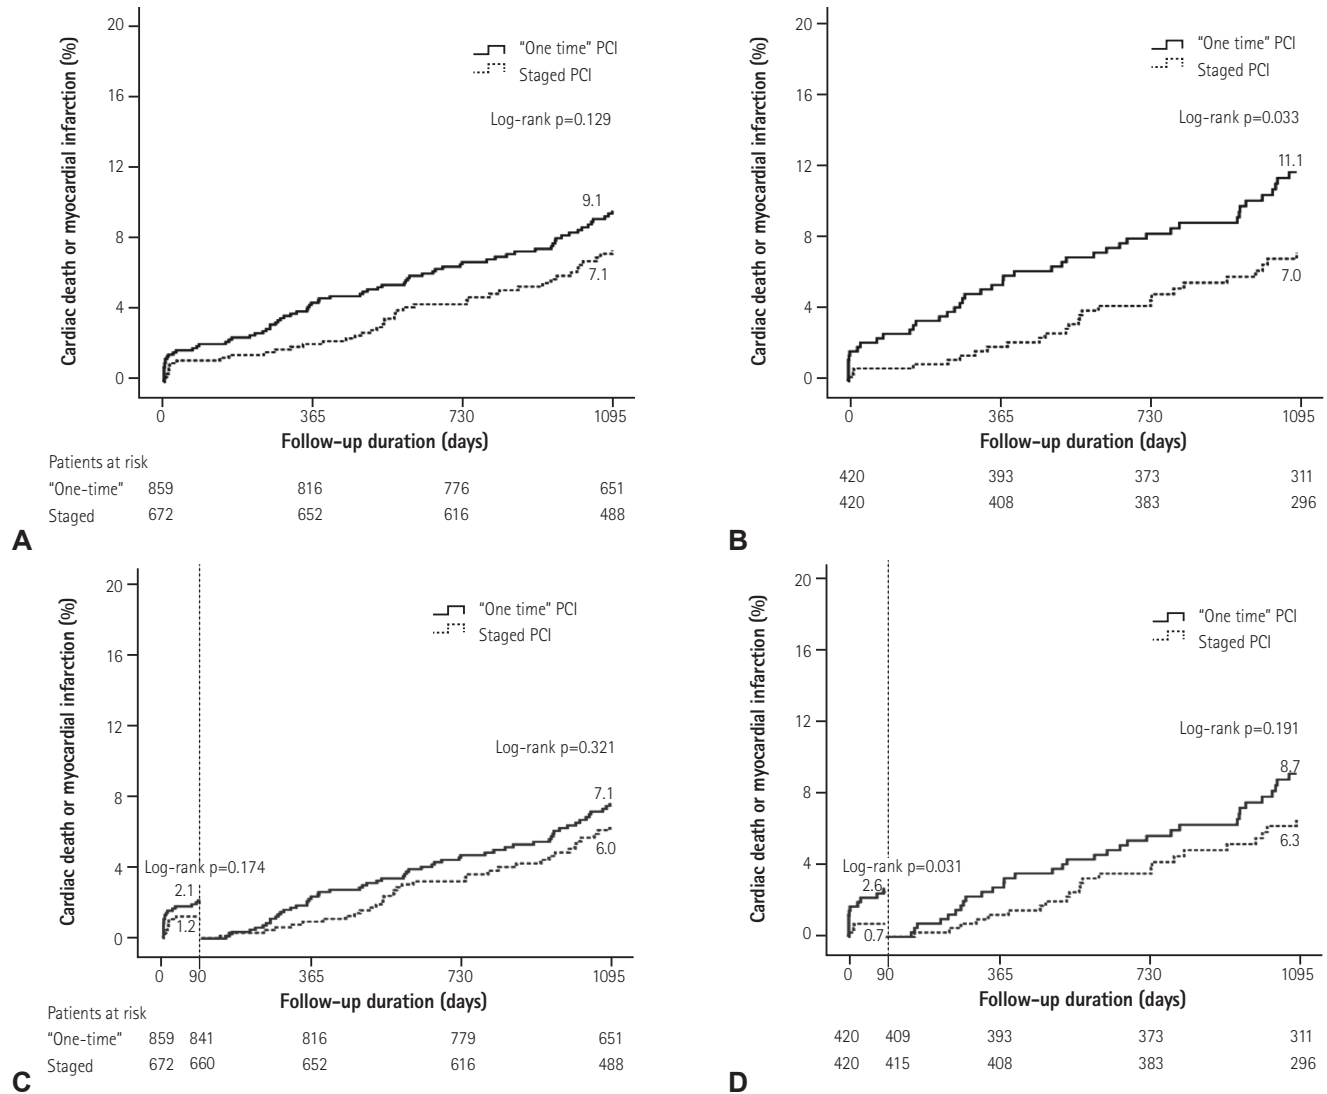 20
16
12
8
4
0
Cardiac death or myocardial infarction (%)
"One time" PCI
Staged PCI
Log-rank p=0.129
9.1
7.1
0 365 730 1095
Follow-up duration (days)
Patients at risk
"One-time" 859 816 776 651
Staged 672 652 616 488
A
20
16
12
8
4
0
Cardiac death or myocardial infarction (%)
"One time" PCI
Staged PCI
Log-rank p=0.033
11.1
7.0
0 365 730 1095
Follow-up duration (days)
420 393 373 311
420 408 383 296
B
20
16
12
8
4
0
Cardiac death or myocardial infarction (%)
"One time" PCI
Staged PCI
Log-rank p=0.321
7.1
6.0
Log-rank p=0.174
2.1
1.2
0 90 365 730 1095
Follow-up duration (days)
Patients at risk
"One-time" 859 841 816 779 651
Staged 672 660 652 616 488
C
20
16
12
8
4
0
Cardiac death or myocardial infarction (%)
"One time" PCI
Staged PCI
Log-rank p=0.191
8.7
6.3
Log-rank p=0.031
2.6
0.7
0 90 365 730 1095
Follow-up duration (days)
420 409 393 373 311
420 415 408 383 296
D